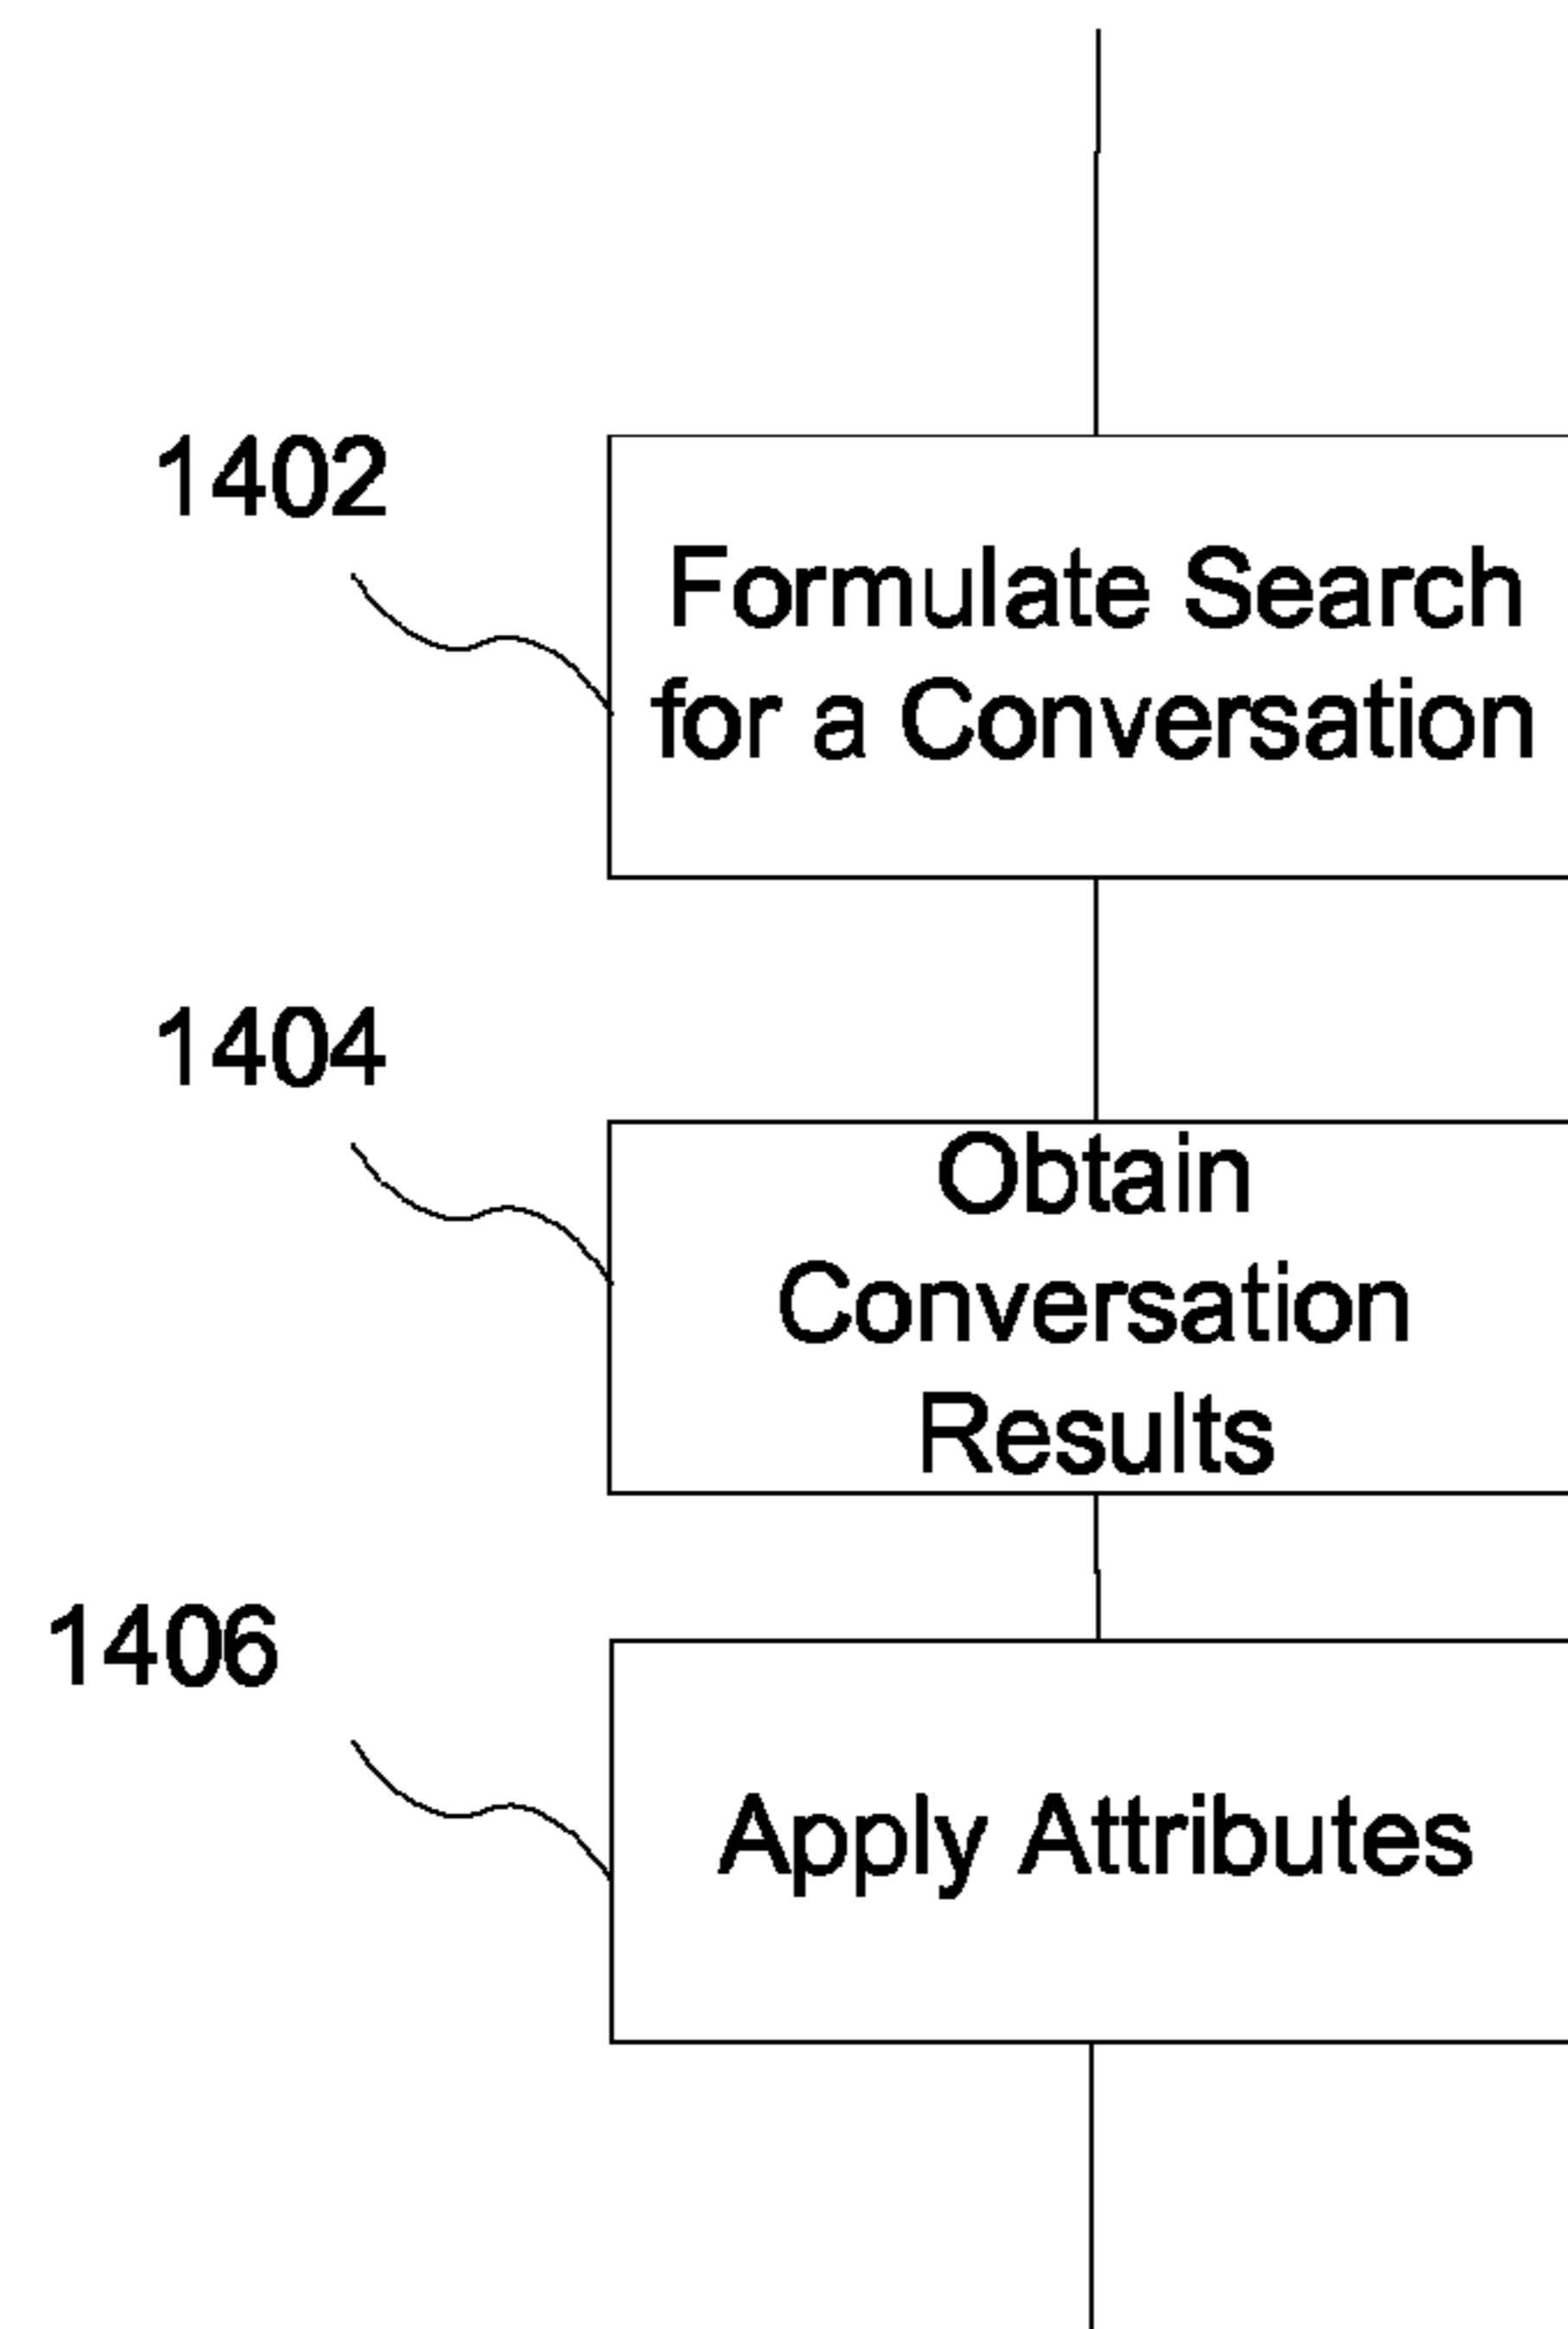 1402
Formulate Search
for a Conversation
1404
Obtain
Conversation
Results
1406
Apply Attributes